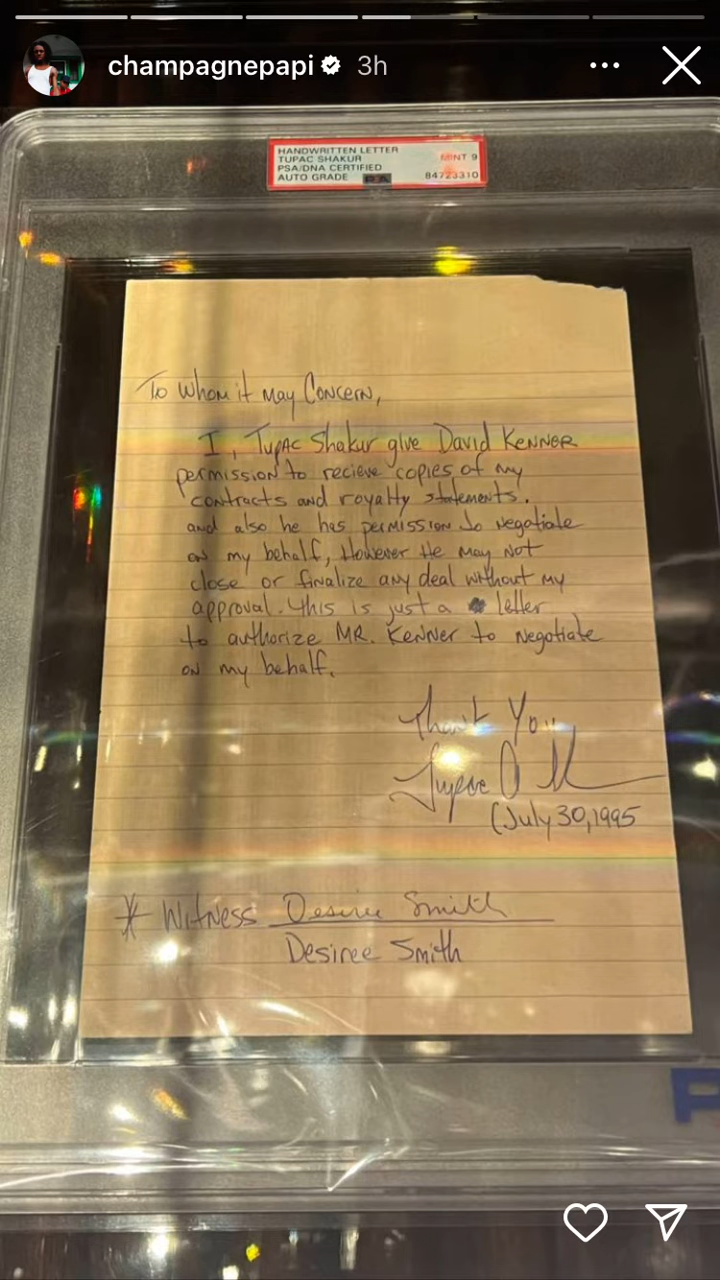 champagnepapi 3h
HANDWRITTEN LETTER
TUPAC SHAKUR
MINT 9
PSA/DNA CERTIFIED
AUTO GRADE
84723310
To Whom it May Concern,
I, Tupac Shakur give David Kenner
permission to recieve copies of my
contracts and royalty statements.
and also he has permission to negotiate
on my behalf, However He may Not
close or finalize any deal without my
approval. This is just a letter
to authorize MR. Kenner to Negotiate
on my behalf.
Thank You
(July 30, 1995
* Witness Desiree Smith
Desiree Smith